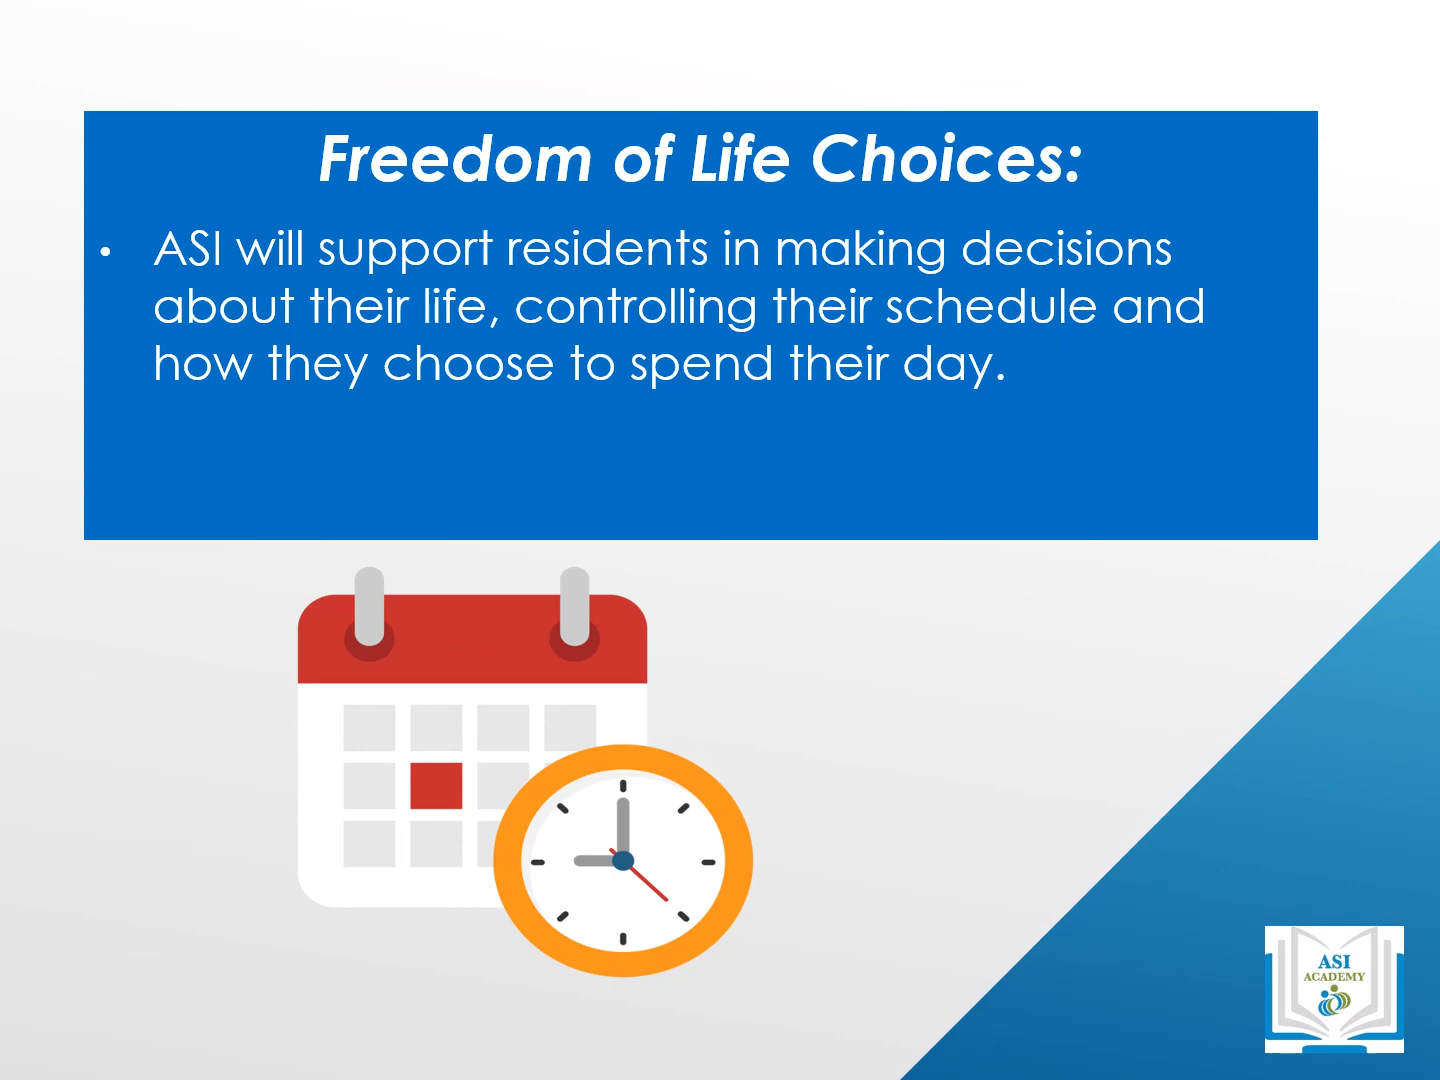 Freedom of Life Choices:
• ASI will support residents in making decisions
about their life, controlling their schedule and
how they choose to spend their day.
ASI
ACADEMY